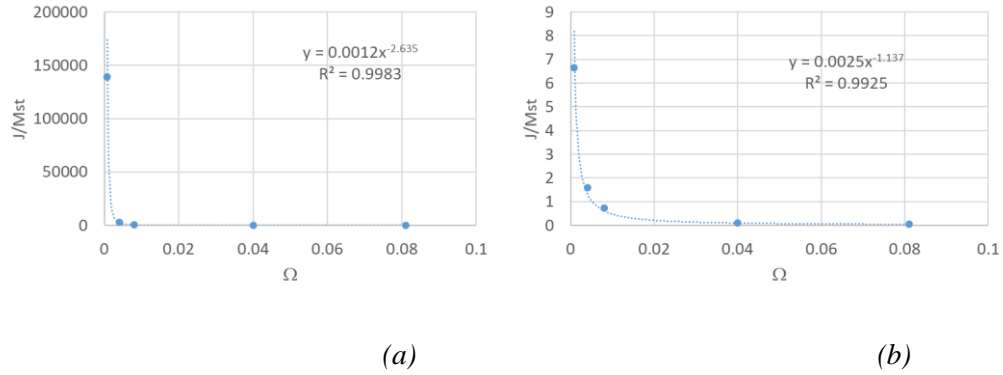 200000
150000
100000
50000
0
J/Mst
y = 0.0012x^-2.635
R² = 0.9983
0 0.02 0.04 0.06 0.08 0.1
Ω
9
8
7
6
5
4
3
2
1
0
J/Mst
y = 0.0025x^-1.137
R² = 0.9925
0 0.02 0.04 0.06 0.08 0.1
Ω
(a) (b)